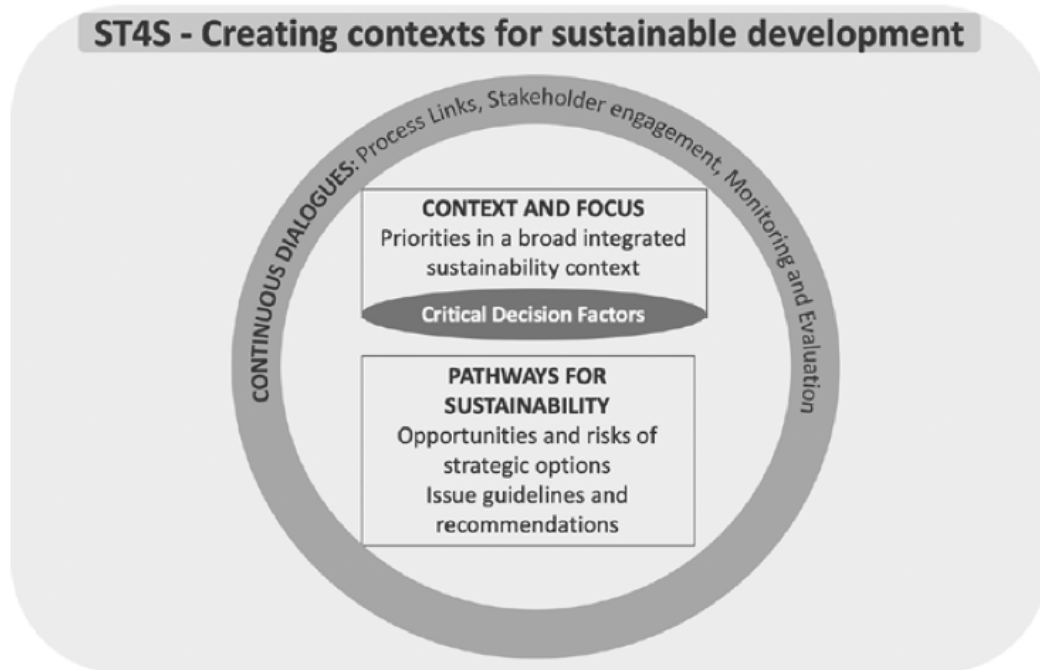 ST4S - Creating contexts for sustainable development
CONTINUOUS DIALOGUES: Process Links, Stakeholder engagement, Monitoring and Evaluation
CONTEXT AND FOCUS
Priorities in a broad integrated
sustainability context
Critical Decision Factors
PATHWAYS FOR
SUSTAINABILITY
Opportunities and risks of
strategic options
Issue guidelines and
recommendations